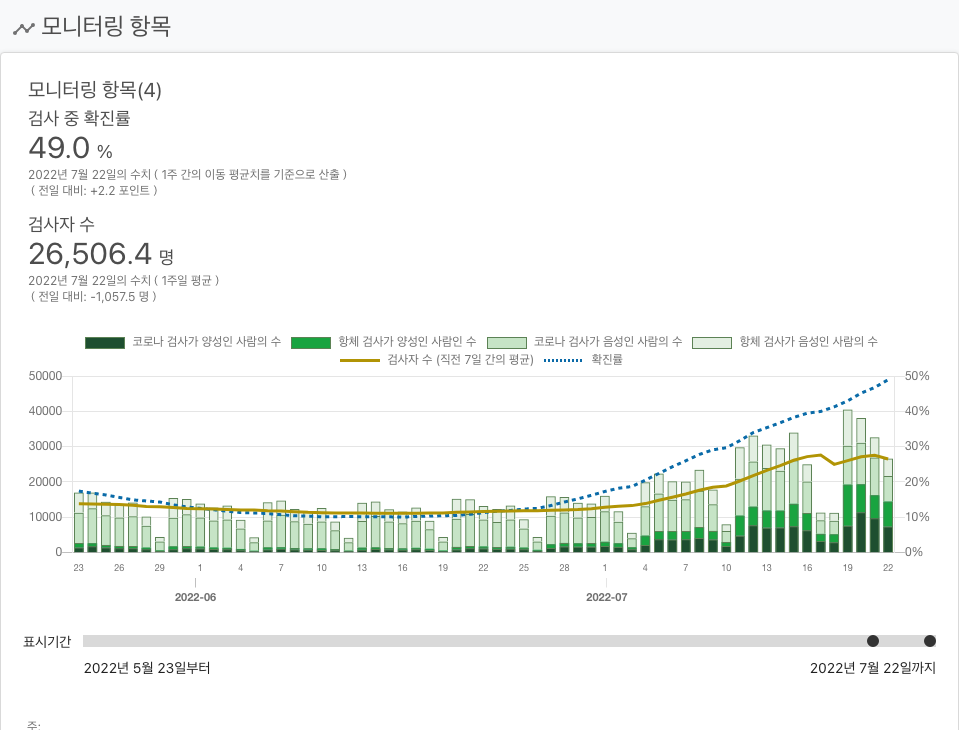 모니터링 항목
모니터링 항목(4)
검사 중 확진률
49.0 %
2022년 7월 22일의 수치 ( 1주 간의 이동 평균치를 기준으로 산출 )
( 전일 대비: +2.2 포인트 )
검사자 수
26,506.4 명
2022년 7월 22일의 수치 ( 1주일 평균 )
( 전일 대비: -1,057.5 명 )
코로나 검사가 양성인 사람의 수 항체 검사가 양성인 사람인 수 코로나 검사가 음성인 사람의 수 항체 검사가 음성인 사람의 수
검사자 수 (직전 7일 간의 평균) 확진률
50000 50%
40000 40%
30000 30%
20000 20%
10000 10%
0 0%
23 26 29 1 4 7 10 13 16 19 22 25 28 1 4 7 10 13 16 19 22
2022-06 2022-07
표시기간
2022년 5월 23일부터 2022년 7월 22일까지
주: